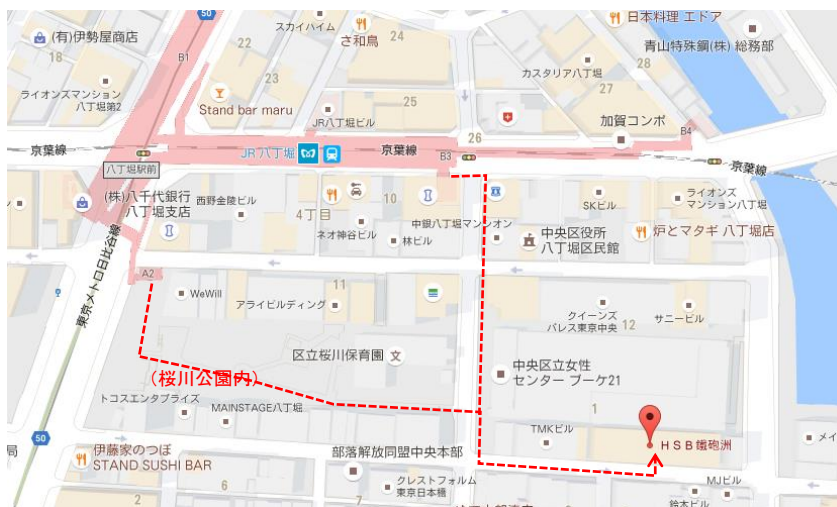 50
24
日本料理 エドア
(有)伊勢屋商店
スカイハイム
さ和鳥
青山特殊鋼(株) 総務部
18
B1
22
23
28
カスタリア八丁堀
27
ライオンズマンション
八丁堀第2
Stand bar maru
25
JR八丁堀ビル
加賀コンポ
26
京葉線
JR 八丁堀
京葉線
B3
B4
京葉線
八丁堀駅前
(株)八千代銀行
八丁堀支店
西野金陵ビル
4丁目
10
中銀八丁堀マンション
SKビル
ライオンズ
マンション八丁堀
ネオ神谷ビル
林ビル
中央区役所
八丁堀区民館
炉とマタギ 八丁堀店
東京メトロ日比谷線
A2
WeWill
11
アライビルディング
クイーンズ
パレス東京中央
12
サニービル
区立桜川保育園
(桜川公園内)
中央区立女性
センター ブーケ21
トコスエンタプライズ
MAINSTAGE八丁堀
1
TMKビル
HSB鐵砲洲
メイ
50
局
伊藤家のつぼ
STAND SUSHI BAR
部落解放同盟中央本部
6
クレストフォルム
東京日本橋
MJビル
鈴木ビル
2
7